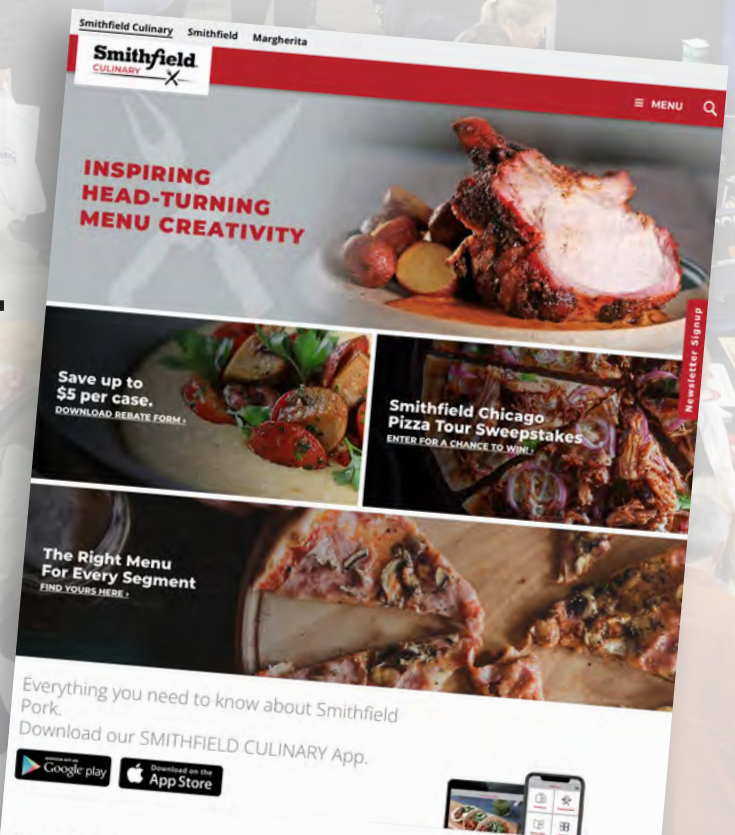 Smithfield Culinary Smithfield Margherita
Smithfield
CULINARY
MENU
INSPIRING
HEAD-TURNING
MENU CREATIVITY
Newsletter Signup
Save up to
$5 per case.
DOWNLOAD REBATE FORM ›
Smithfield Chicago
Pizza Tour Sweepstakes
ENTER FOR A CHANCE TO WIN! ›
The Right Menu
For Every Segment
FIND YOURS HERE ›
Everything you need to know about Smithfield
Pork.
Download our SMITHFIELD CULINARY App.
Google play
Download on the
App Store